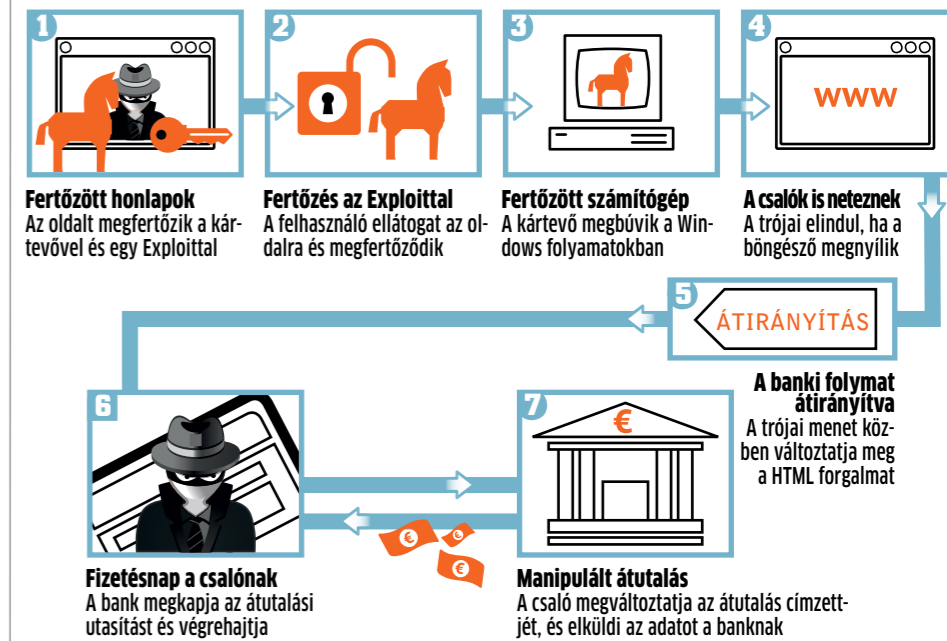 1
Fertőzött honlapok
Az oldalt megfertőzik a kár-
tevővel és egy Exploittal
2
Fertőzés az Exploittal
A felhasználó ellátogat az ol-
dalra és megfertőződik
3
Fertőzött számítógép
A kártevő megbúvik a Win-
dows folyamatokban
4
www
A csalók is neteznek
A trójai elindul, ha a
böngésző megnyílik
5
ÁTIRÁNYÍTÁS
A banki folymat
átirányítva
A trójai menet köz-
ben változtatja meg
a HTML forgalmat
6
€
€
€
Fizetésnap a csalónak
A bank megkapja az átutalási
utasítást és végrehajtja
7
€
Manipulált átutalás
A csaló megváltoztatja az átutalás címzett-
jét, és elküldi az adatot a banknak